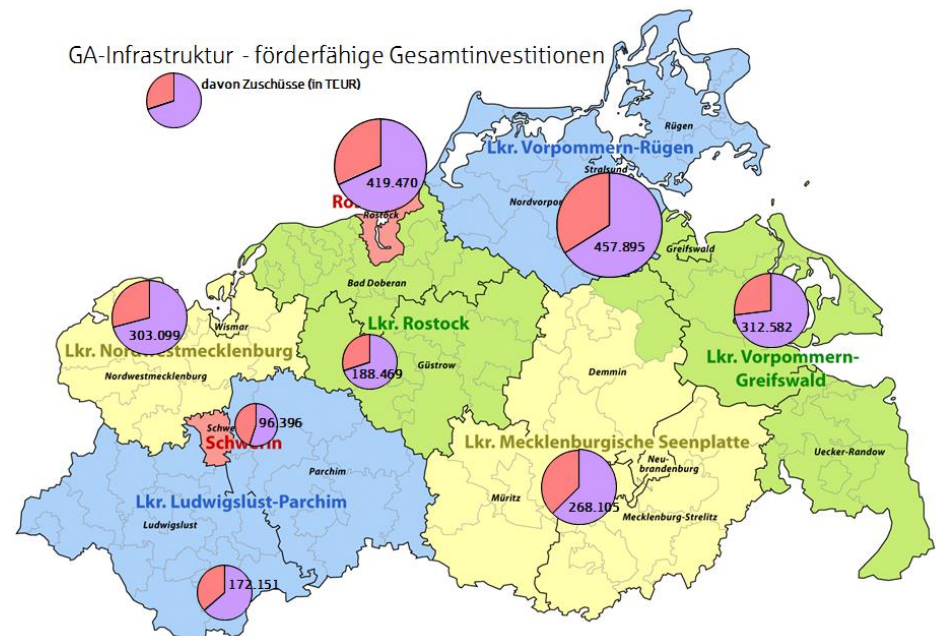 GA-Infrastruktur - förderfähige Gesamtinvestitionen
davon Zuschüsse (in TEUR)
Rügen
Lkr. Vorpommern-Rügen
Stralsund
419.470
Rostock
457.895
Greifswald
Bad Doberan
303.099
Wismar
312.582
Lkr. Rostock
Lkr. Nordwestmecklenburg
Lkr. Vorpommern-
Greifswald
Nordwestmecklenburg
188.469
Güstrow
Demmin
96.396
Schwerin
Lkr. Mecklenburgische Seenplatte
Uecker-Randow
Neu-
brandenburg
Parchim
Lkr. Ludwigslust-Parchim
Müritz
268.105
Mecklenburg-Strelitz
Ludwigslust
172.151